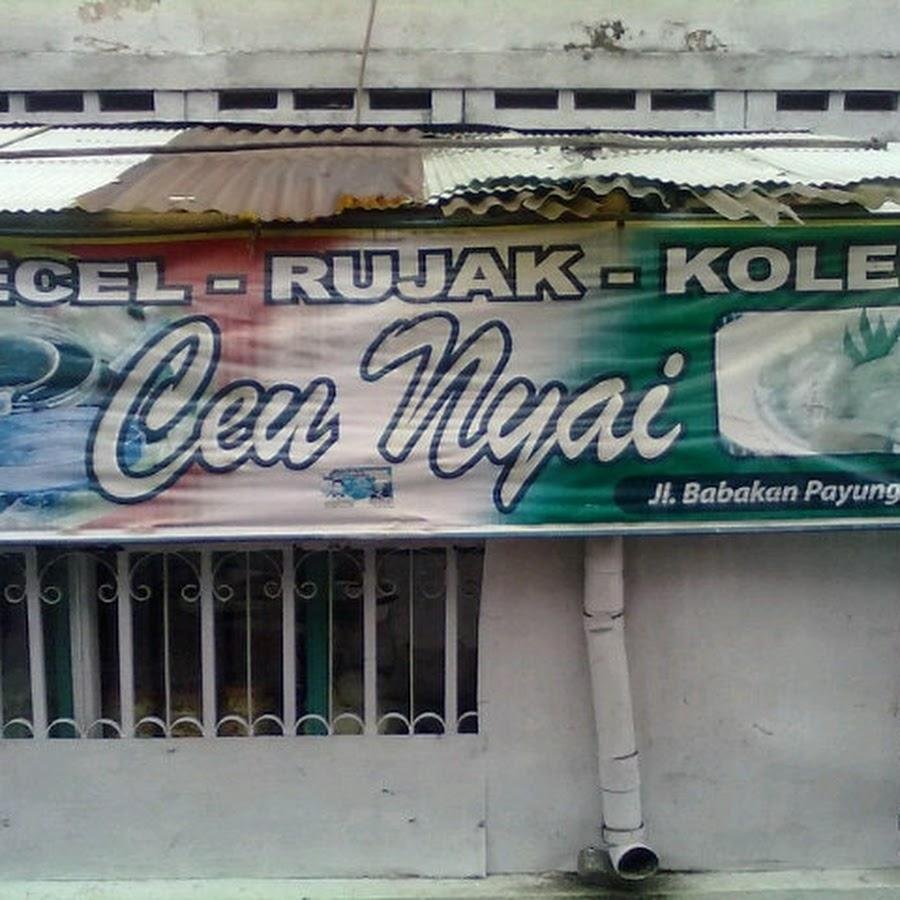 ECEL - RUJAK - KOLE
Ceu Nyai
Jl. Babakan Payung